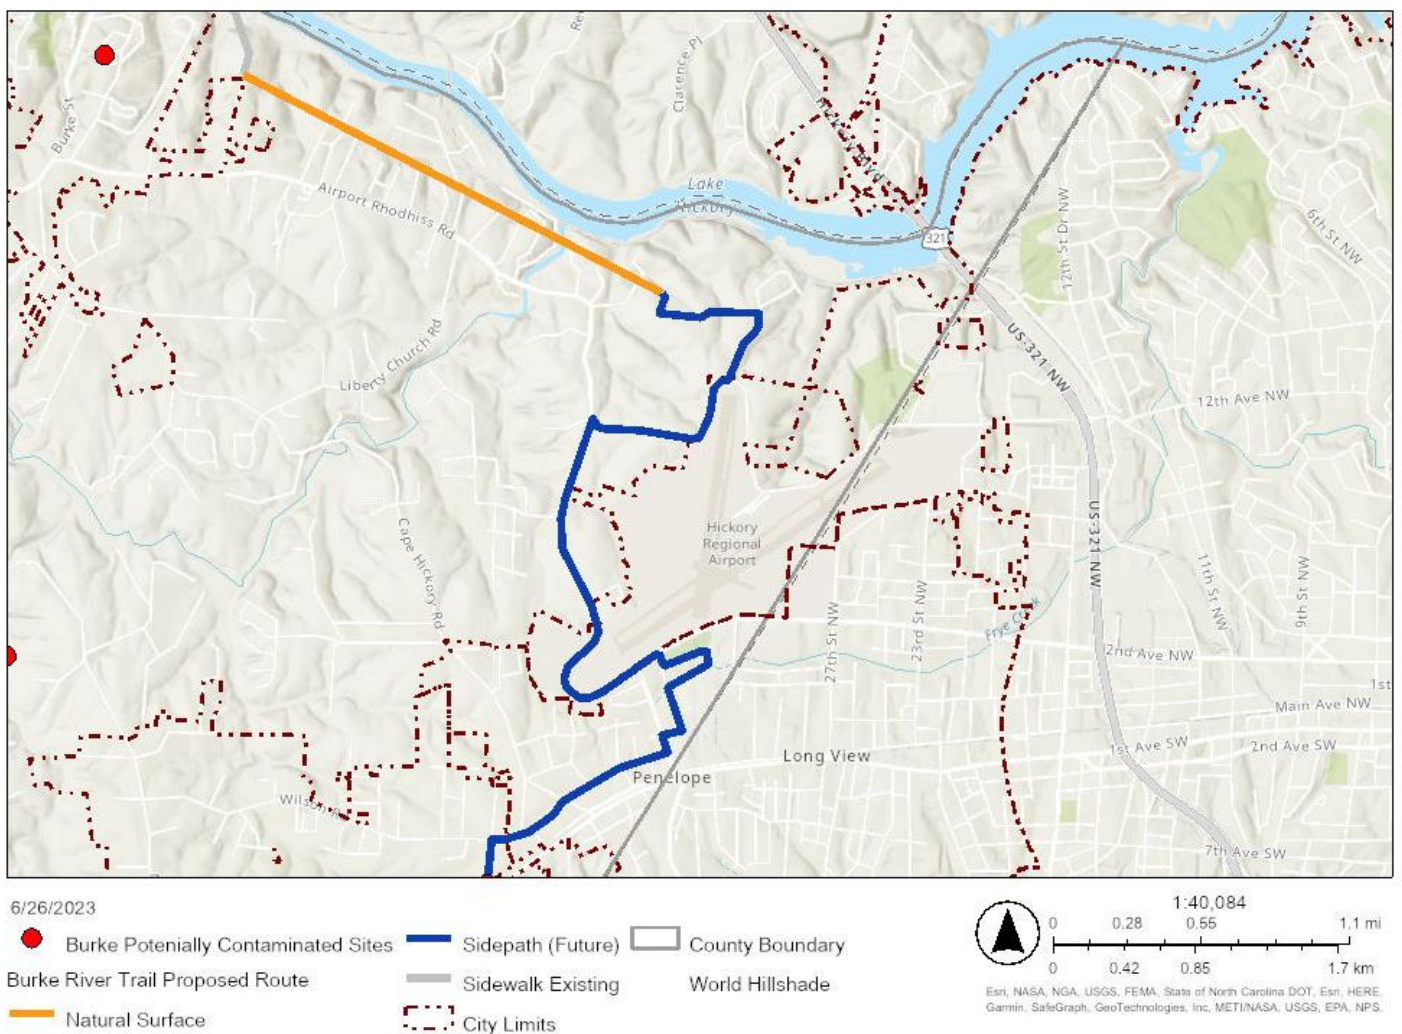 Clarence Pl
Burke St
Hickory Blvd
Airport Rhodhiss Rd
Lake
Hickory
321
12th St Dr NW
6th St NW
US-321 NW
Liberty Church Rd
12th Ave NW
Cape Hickory Rd
Hickory
Regional
Airport
US-321 NW
11th St NW
9th St NW
27th St NW
23rd St NW
Frye Creek
2nd Ave NW
1st
Main Ave NW
1st Ave SW
2nd Ave SW
Long View
Penelope
Wilson Rd
7th Ave SW
6/26/2023
Burke Potenially Contaminated Sites
Burke River Trail Proposed Route
Natural Surface
Sidepath (Future)
Sidewalk Existing
City Limits
County Boundary
World Hillshade
1:40,084
0 0.28 0.55 1.1 mi
0 0.42 0.85 1.7 km
Esri, NASA, NGA, USGS, FEMA, State of North Carolina DOT, Esri, HERE,
Garmin, SafeGraph, GeoTechnologies, Inc, METI/NASA, USGS, EPA, NPS,